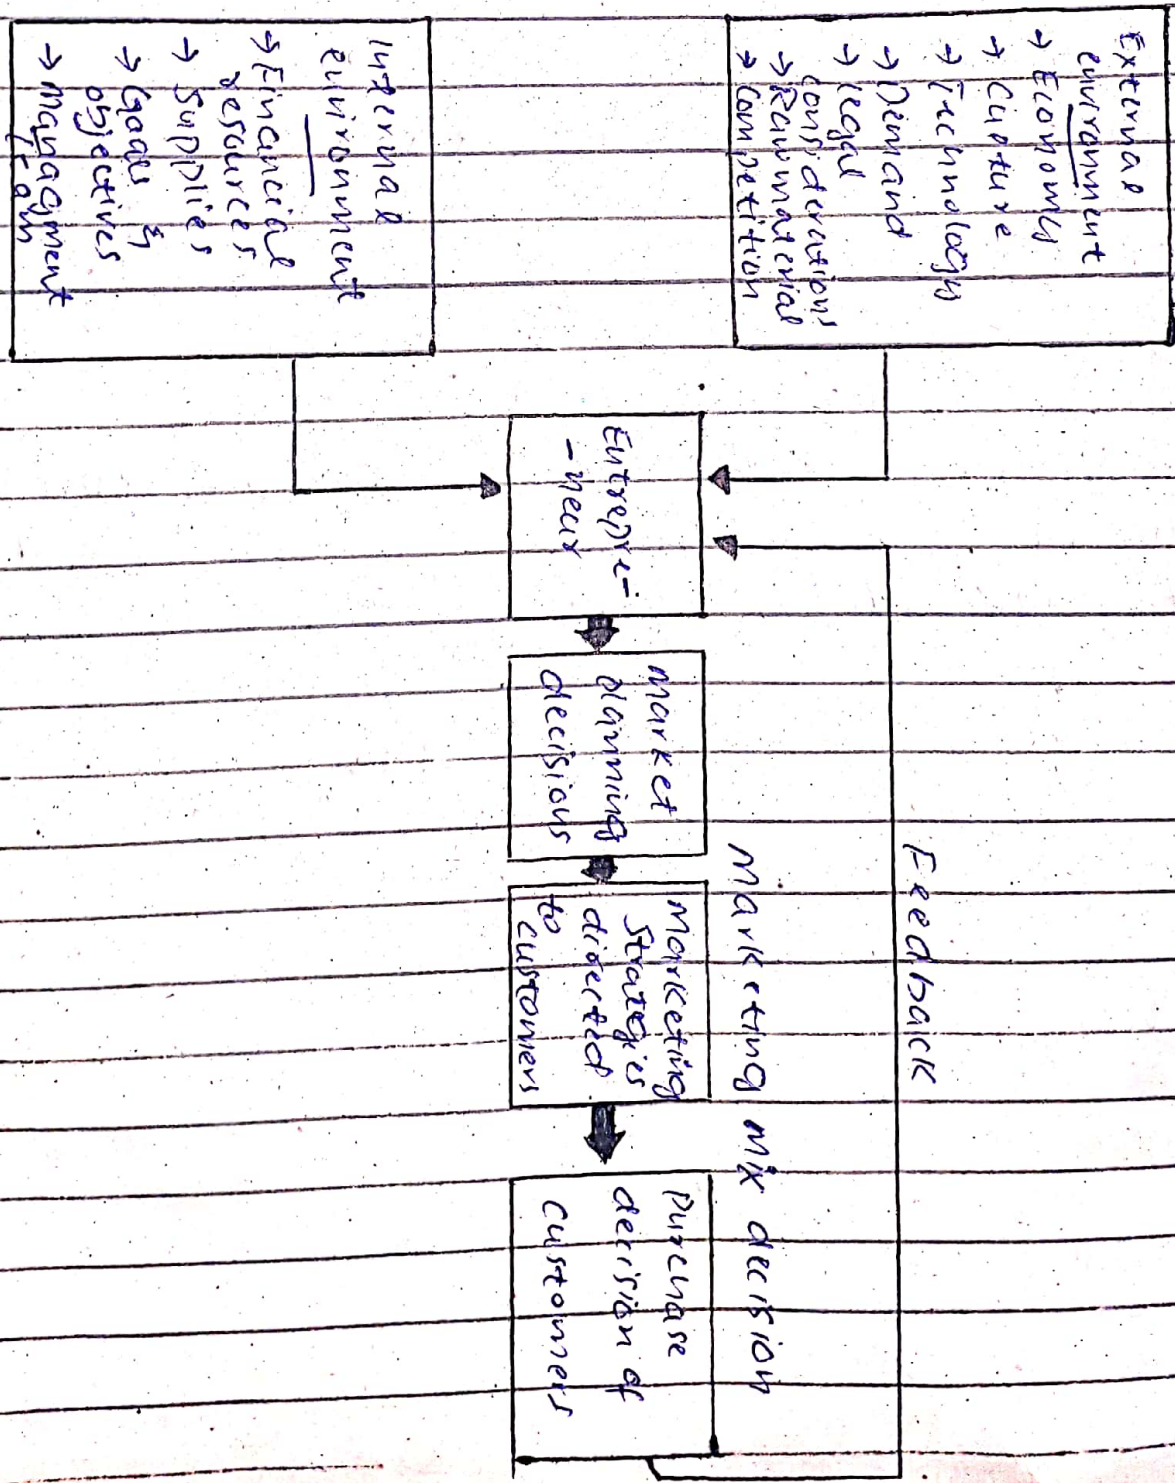 External
environment
→ Economy
→ Culture
→ Technology
→ Demand
→ legal
considerations
→ Raw material
→ Competition
Internal
environment
→ Financial
resources
→ Supplies
→ Goals &
objectives
→ Managment
team
Entrepre-
-neur
market
planning
decisions
Marketing
Strategies
directed
to
customers
Purchase
decision of
customers
Marketing mix decision
Feedback